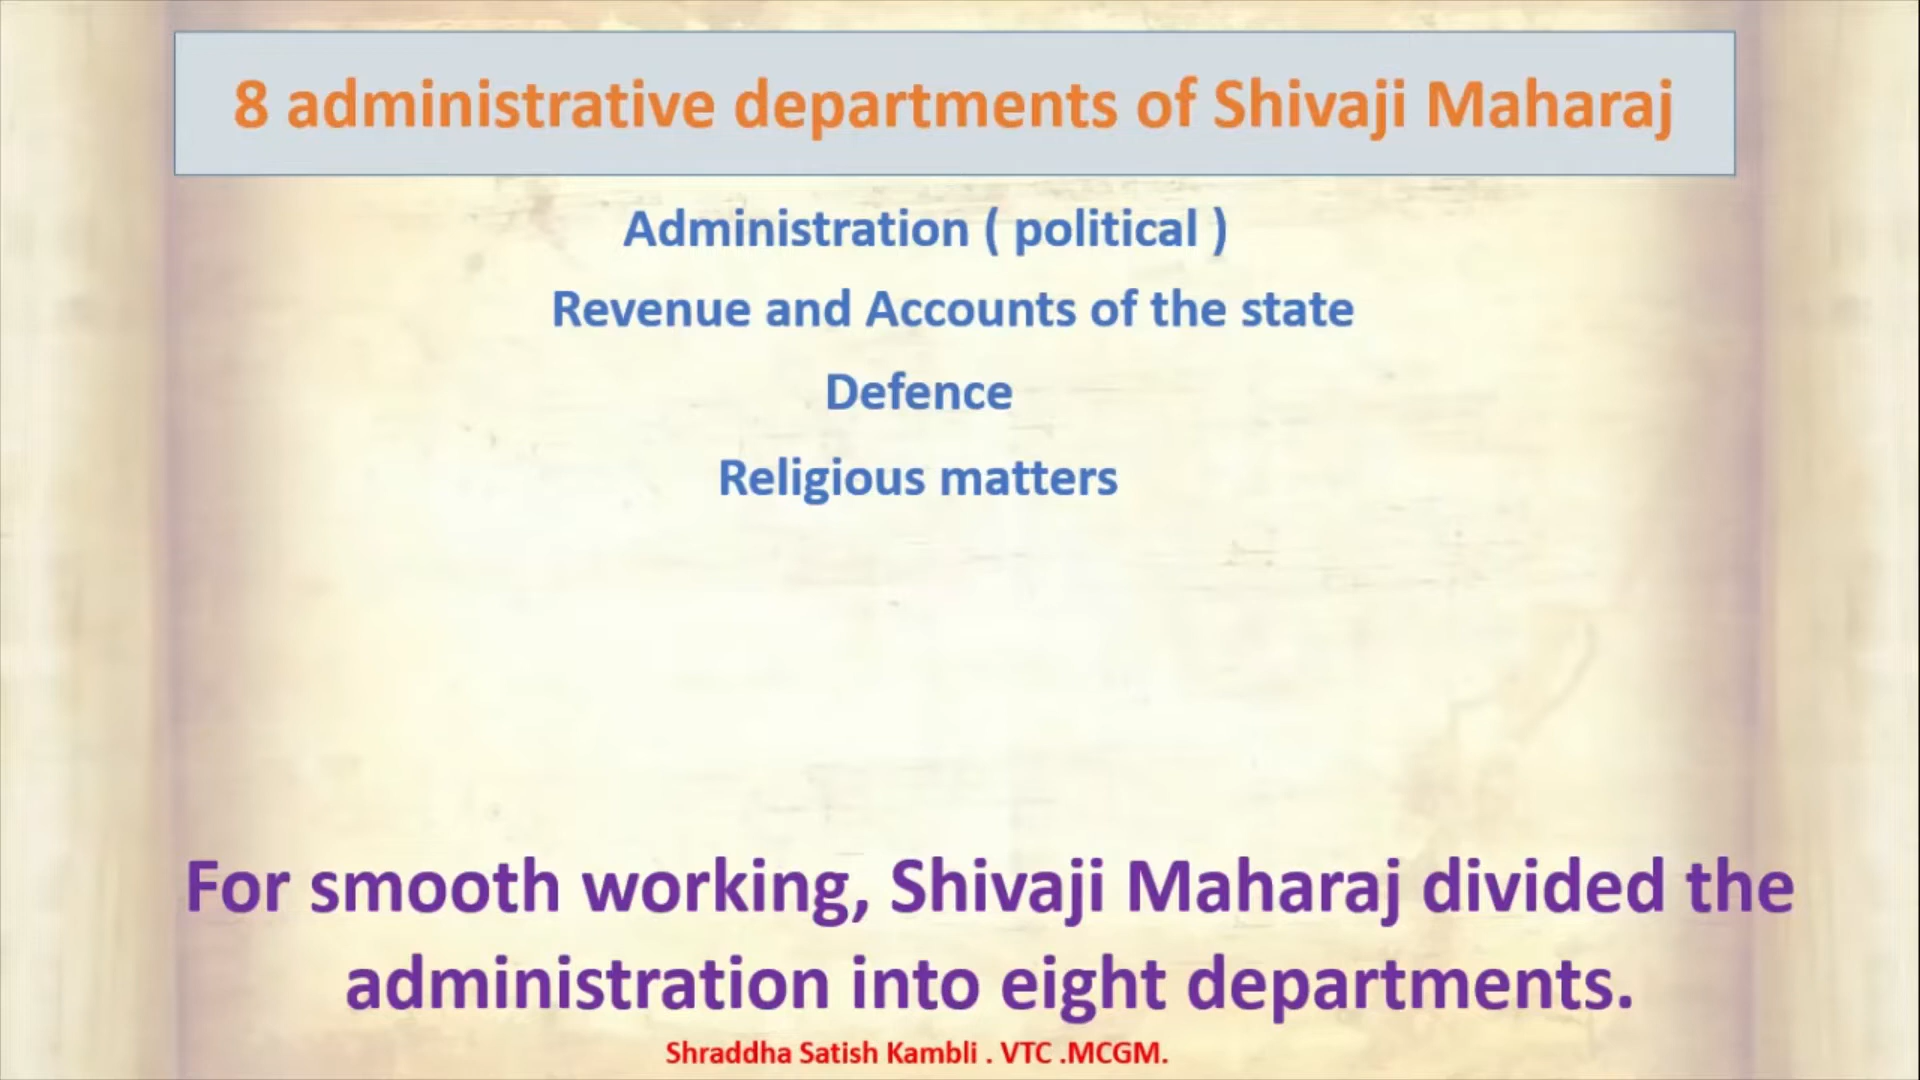 8 administrative departments of Shivaji Maharaj
Administration ( political )
Revenue and Accounts of the state
Defence
Religious matters
For smooth working, Shivaji Maharaj divided the
administration into eight departments.
Shraddha Satish Kambli . VTC .MCGM.